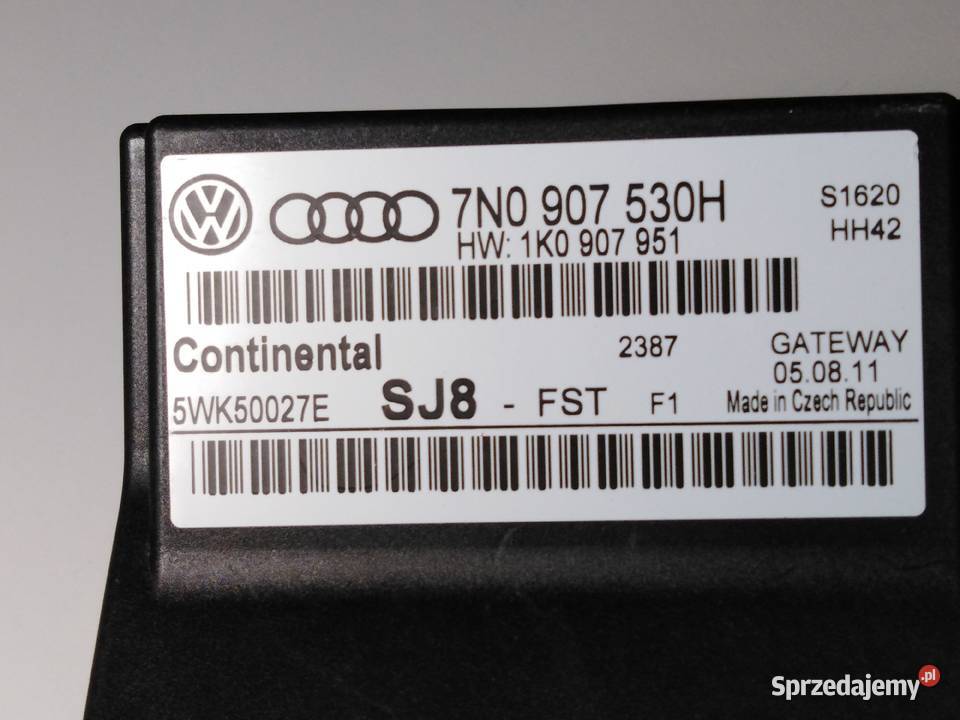 7N0 907 530H
HW: 1K0 907 951
S1620
HH42
Continental
2387
GATEWAY
05.08.11
5WK50027E SJ8 - FST F1 Made in Czech Republic
Sprzedajemy.pl